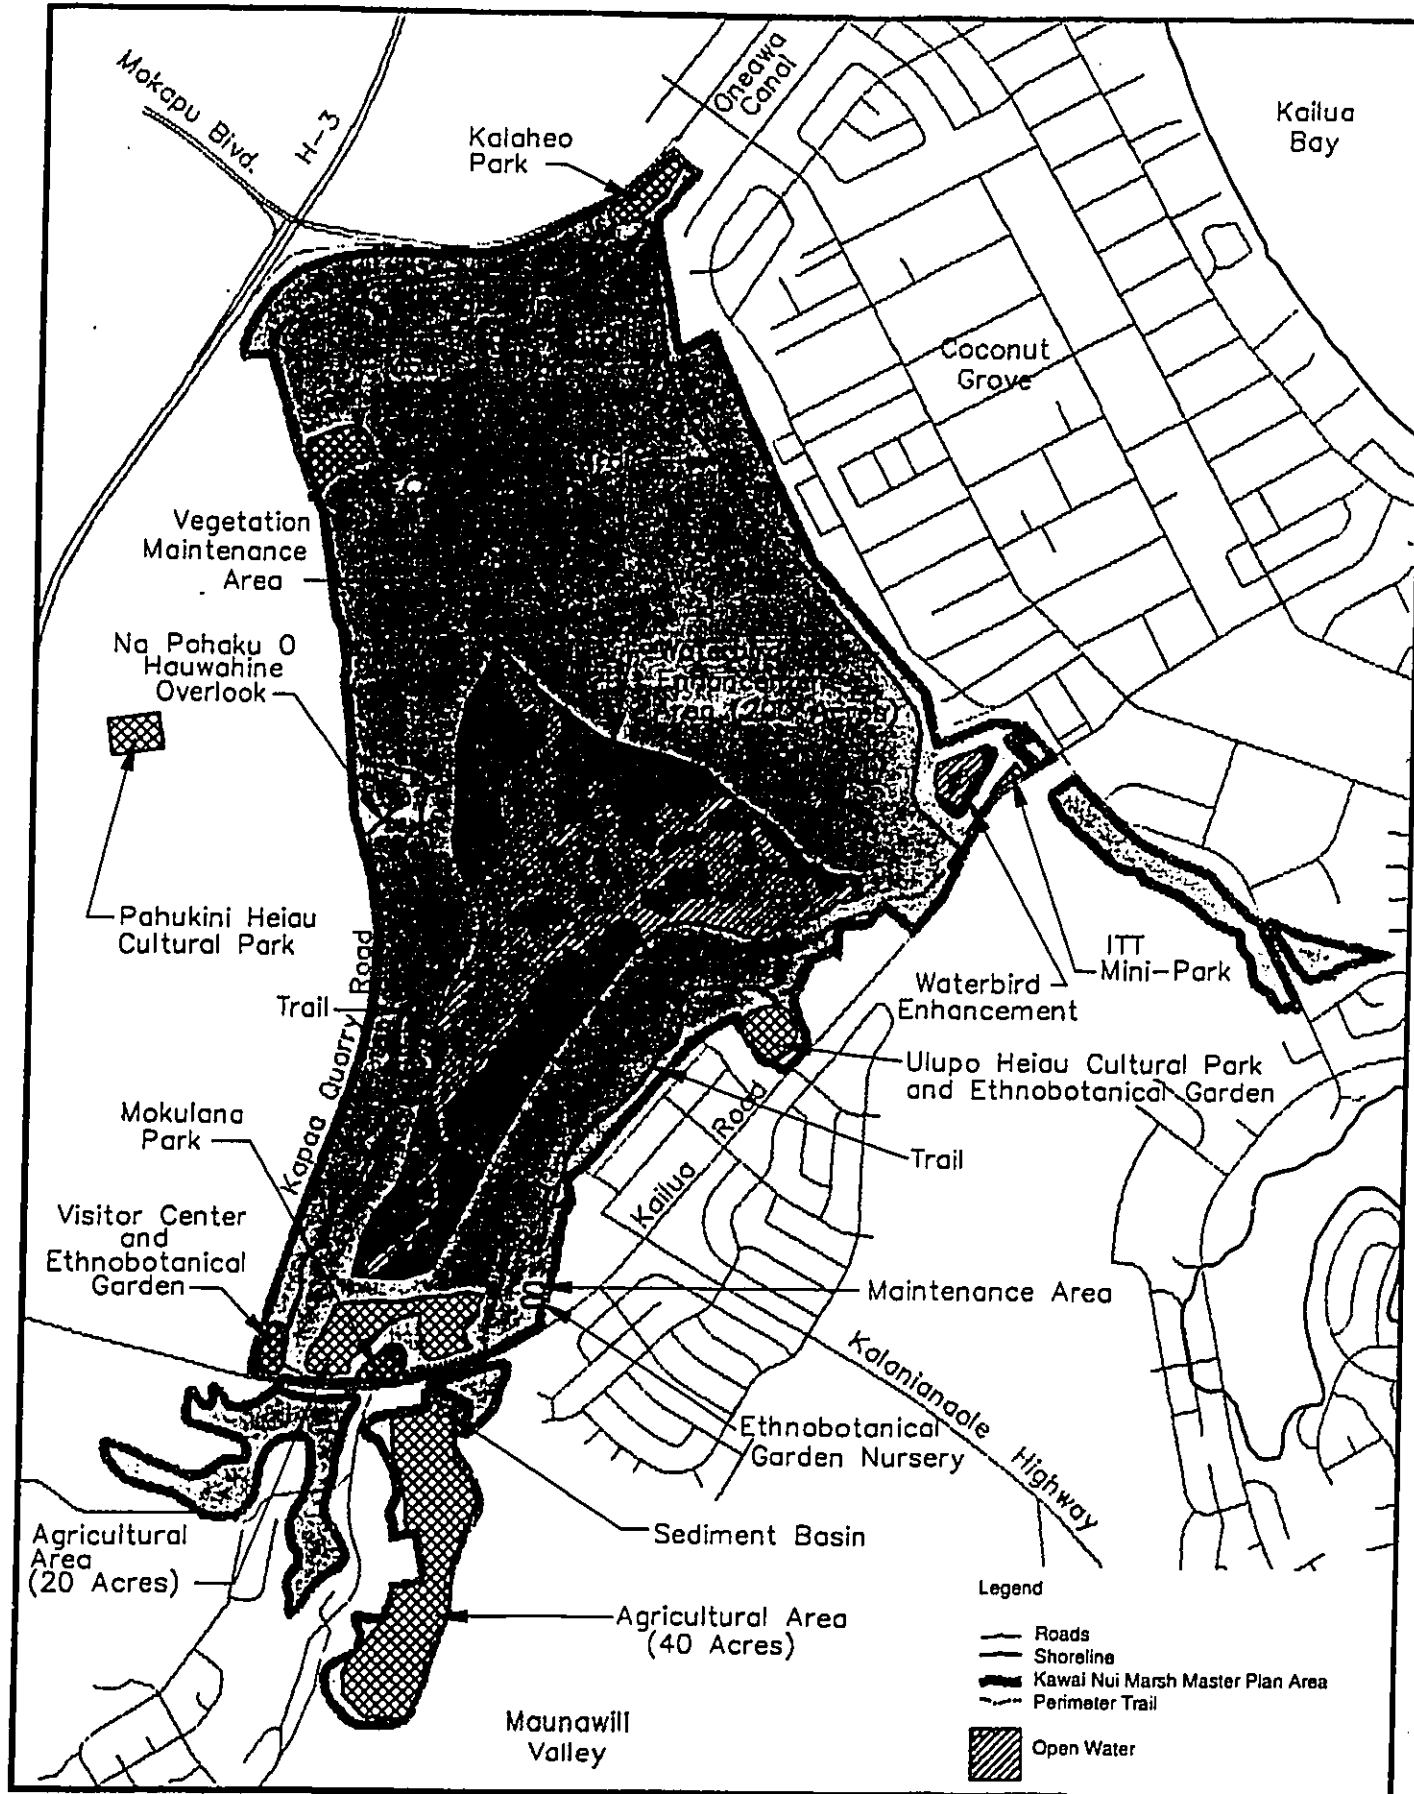 Mokapu Blvd.
H-3
Oneawa
Canal
Kailua
Bay
Kalaheo
Park
Coconut
Grove
Vegetation
Maintenance
Area
Na Pohaku O
Hauwahine
Overlook
Pahukini Heiau
Cultural Park
Trail
Kapaa Quarry Road
ITT
Mini-Park
Waterbird
Enhancement
Ulupo Heiau Cultural Park
and Ethnobotanical Garden
Mokulana
Park
Trail
Kailua Road
Visitor Center
and
Ethnobotanical
Garden
Maintenance Area
Kalanianaole Highway
Ethnobotanical
Garden Nursery
Sediment Basin
Agricultural
Area
(20 Acres)
Agricultural Area
(40 Acres)
Maunawill
Valley
Legend
Roads
Shoreline
Kawai Nui Marsh Master Plan Area
Perimeter Trail
Open Water